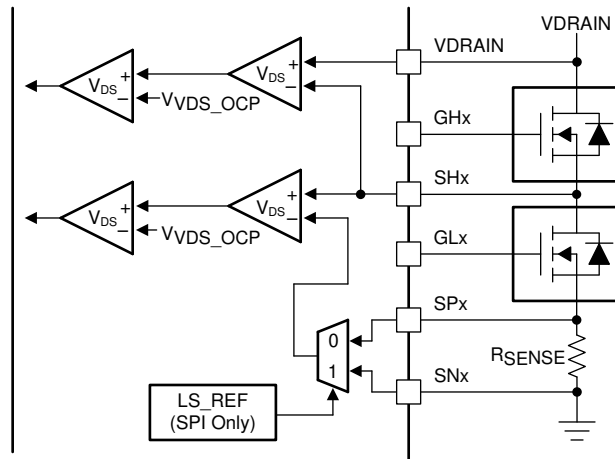 VDRAIN
VDRAIN
+
VDS
−
VVDS_OCP
+
VDS
−
GHx
SHx
+
VDS
−
VVDS_OCP
+
VDS
−
GLx
0
1
SPx
RSENSE
SNx
LS_REF
(SPI Only)